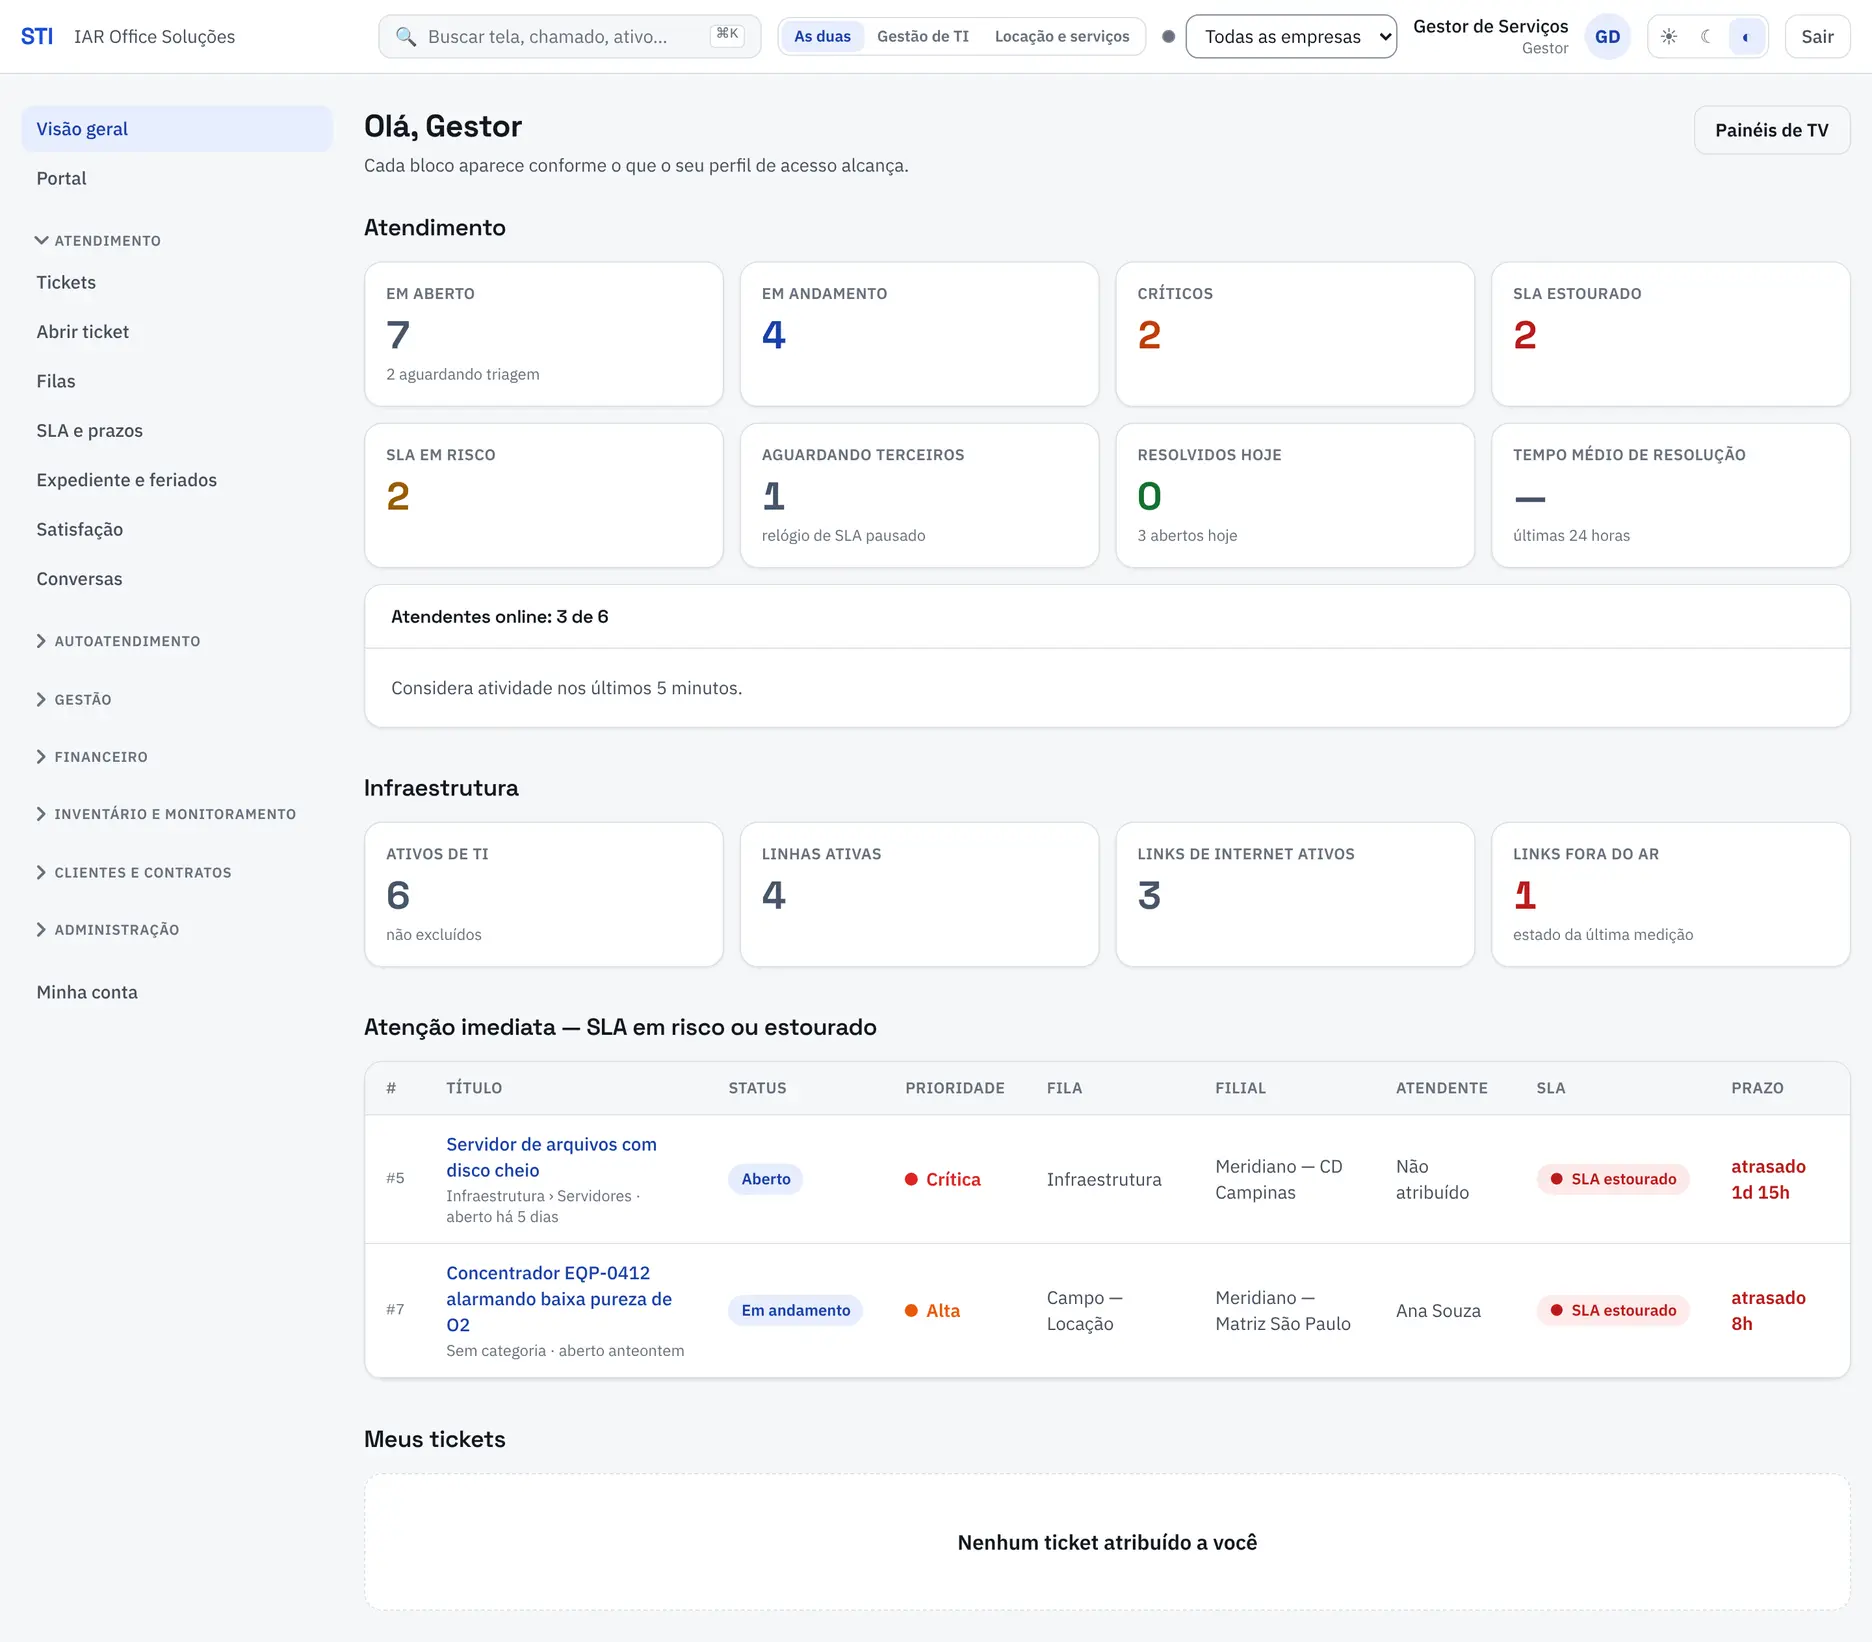 STI IAR Office Soluções
Buscar tela, chamado, ativo... ⌘K
As duas Gestão de TI Locação e serviços
Todas as empresas
Gestor de Serviços
Gestor
GD
Sair
Visão geral
Portal
ATENDIMENTO
Tickets
Abrir ticket
Filas
SLA e prazos
Expediente e feriados
Satisfação
Conversas
AUTOATENDIMENTO
GESTÃO
FINANCEIRO
INVENTÁRIO E MONITORAMENTO
CLIENTES E CONTRATOS
ADMINISTRAÇÃO
Minha conta
Olá, Gestor
Cada bloco aparece conforme o que o seu perfil de acesso alcança.
Painéis de TV
Atendimento
EM ABERTO
7
2 aguardando triagem
EM ANDAMENTO
4
CRÍTICOS
2
SLA ESTOURADO
2
SLA EM RISCO
2
AGUARDANDO TERCEIROS
1
relógio de SLA pausado
RESOLVIDOS HOJE
0
3 abertos hoje
TEMPO MÉDIO DE RESOLUÇÃO
—
últimas 24 horas
Atendentes online: 3 de 6
Considera atividade nos últimos 5 minutos.
Infraestrutura
ATIVOS DE TI
6
não excluídos
LINHAS ATIVAS
4
LINKS DE INTERNET ATIVOS
3
LINKS FORA DO AR
1
estado da última medição
Atenção imediata — SLA em risco ou estourado
# TÍTULO STATUS PRIORIDADE FILA FILIAL ATENDENTE SLA PRAZO
#5
Servidor de arquivos com
disco cheio
Infraestrutura › Servidores ·
aberto há 5 dias
Aberto
Crítica
Infraestrutura
Meridiano — CD
Campinas
Não
atribuído
SLA estourado
atrasado
1d 15h
#7
Concentrador EQP-0412
alarmando baixa pureza de
O2
Sem categoria · aberto anteontem
Em andamento
Alta
Campo —
Locação
Meridiano —
Matriz São Paulo
Ana Souza
SLA estourado
atrasado
8h
Meus tickets
Nenhum ticket atribuído a você